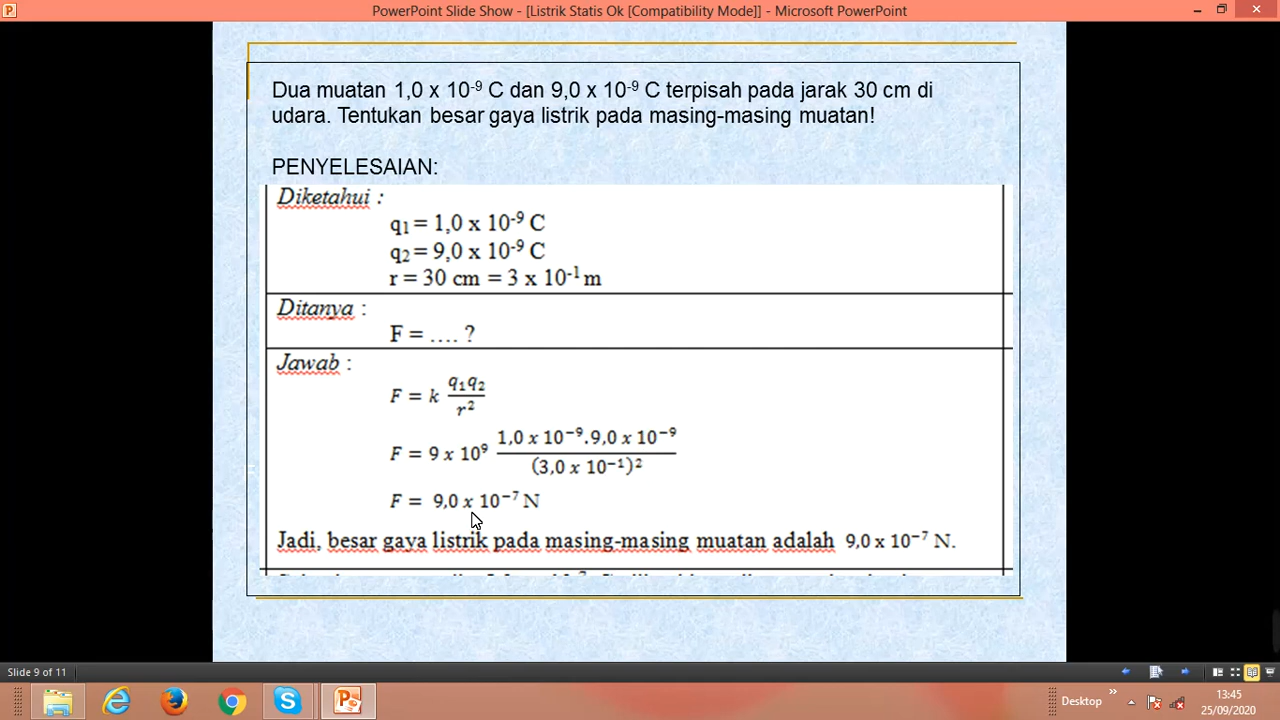 PowerPoint Slide Show - [Listrik Statis Ok [Compatibility Mode]] - Microsoft PowerPoint
Dua muatan 1,0 x 10⁻⁹ C dan 9,0 x 10⁻⁹ C terpisah pada jarak 30 cm di
udara. Tentukan besar gaya listrik pada masing-masing muatan!
PENYELESAIAN:
Diketahui :
q1 = 1,0 x 10⁻⁹ C
q2 = 9,0 x 10⁻⁹ C
r = 30 cm = 3 x 10⁻¹ m
Ditanya :
F = .... ?
Jawab :
F = k q₁q₂ / r²
F = 9 x 10⁹ 1,0 x 10⁻⁹.9,0 x 10⁻⁹ / (3,0 x 10⁻¹)²
F = 9,0 x 10⁻⁷ N
Jadi, besar gaya listrik pada masing-masing muatan adalah 9,0 x 10⁻⁷ N.
Slide 9 of 11
Desktop
13:45
25/09/2020